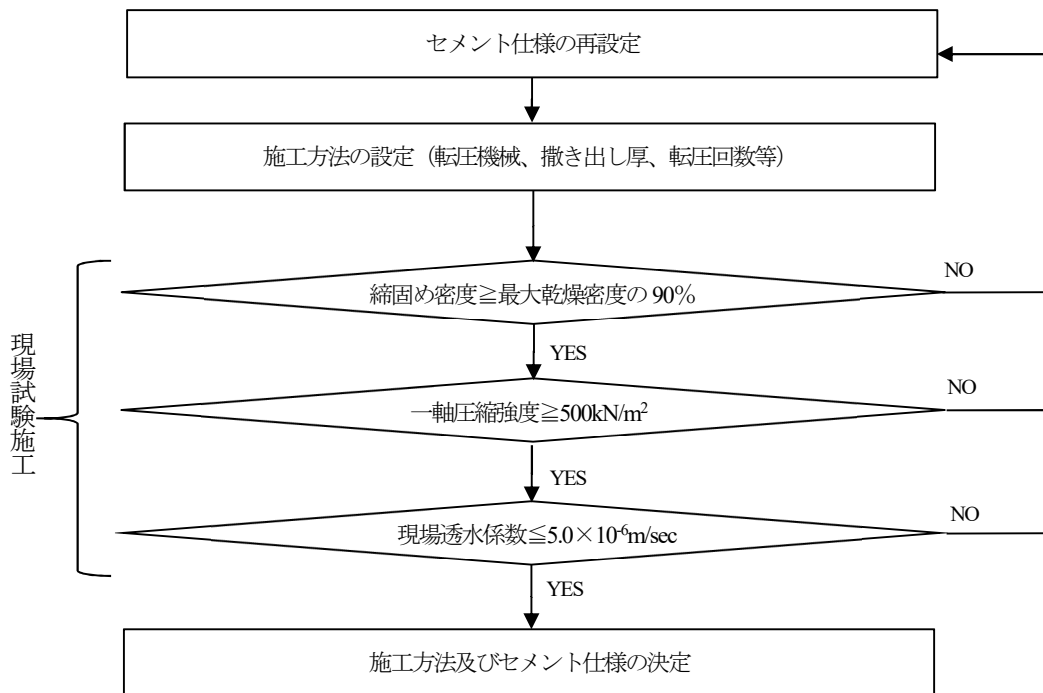 セメント仕様の再設定
施工方法の設定（転圧機械、撒き出し厚、転圧回数等）
締固め密度≧最大乾燥密度の 90%
NO
YES
現場試験施工
一軸圧縮強度≧500kN/m²
NO
YES
現場透水係数≦5.0×10⁻⁶m/sec
NO
YES
施工方法及びセメント仕様の決定